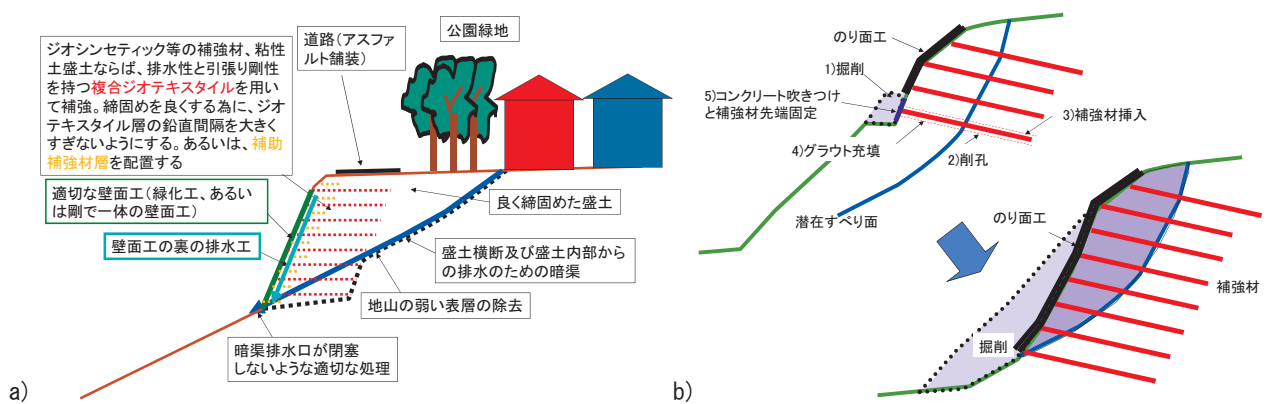 ジオシンセティック等の補強材、粘性
土盛土ならば、排水性と引張り剛性
を持つ複合ジオテキスタイルを用い
て補強。締固めを良くする為に、ジオ
テキスタイル層の鉛直間隔を大きく
すぎないようにする。あるいは、補助
補強材層を配置する
道路(アスファ
ルト舗装)
公園緑地
適切な壁面工(緑化工、あるい
は剛で一体の壁面工)
壁面工の裏の排水工
良く締固めた盛土
盛土横断及び盛土内部から
の排水のための暗渠
地山の弱い表層の除去
暗渠排水口が閉塞
しないような適切な処理
a)
のり面工
1)掘削
5)コンクリート吹きつけ
と補強材先端固定
3)補強材挿入
4)グラウト充填
2)削孔
潜在すべり面
のり面工
補強材
掘削
b)